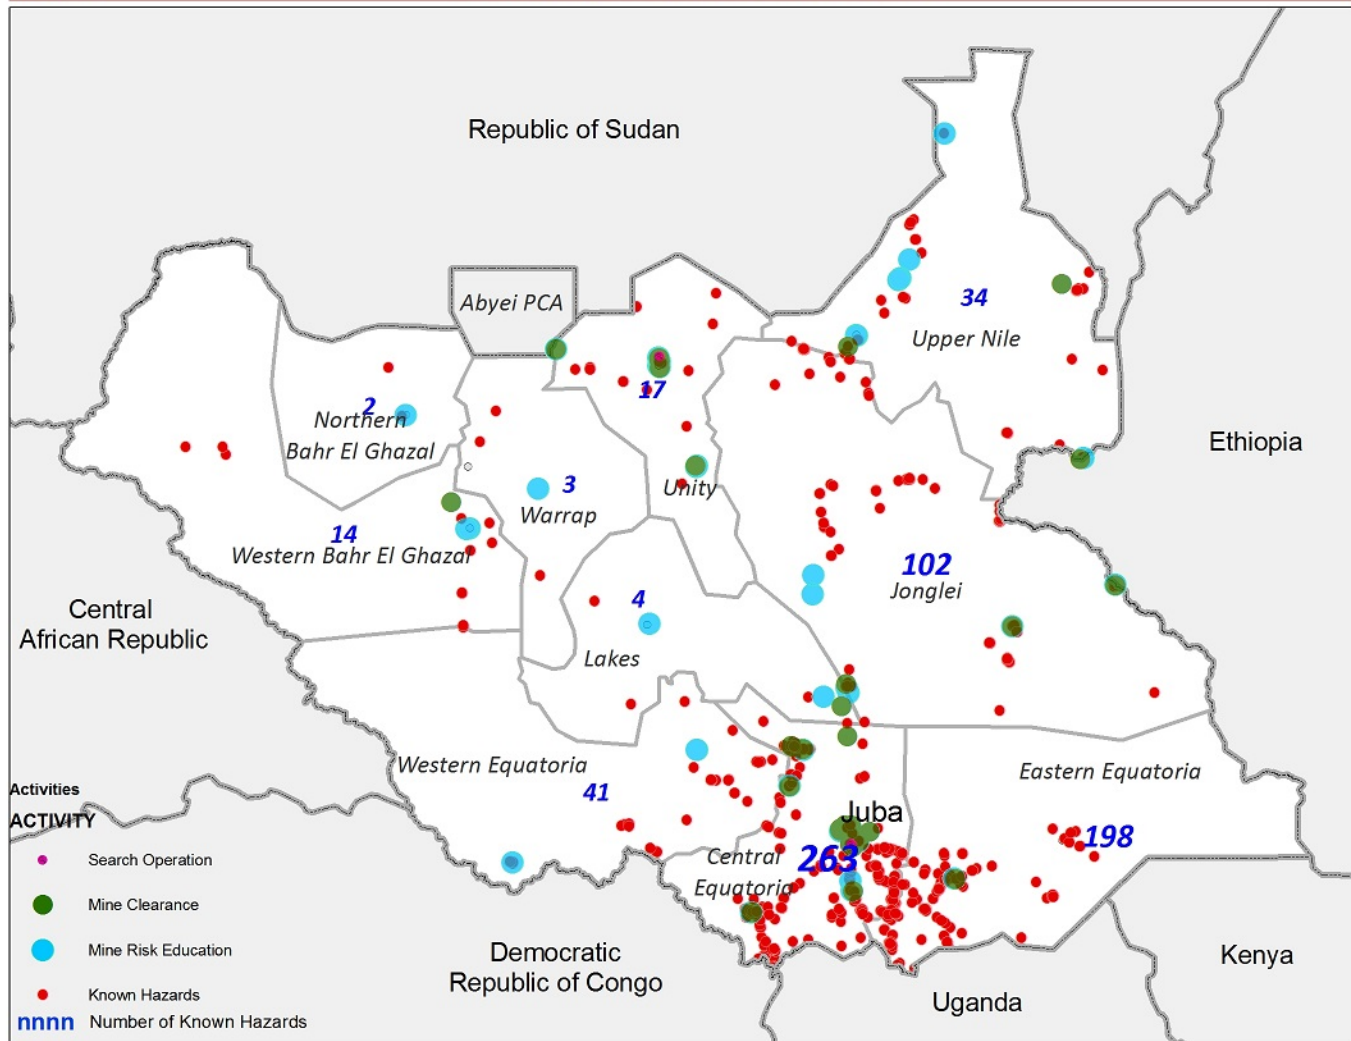 Republic of Sudan
Abyei PCA
34
Upper Nile
17
2
Northern
Bahr El Ghazal
Ethiopia
3
Warrap
Unity
14
Western Bahr El Ghazal
102
Jonglei
4
Lakes
Central
African Republic
Western Equatoria
41
Eastern Equatoria
198
Juba
263
Central
Equatoria
Democratic
Republic of Congo
Uganda
Kenya
Activities
ACTIVITY
Search Operation
Mine Clearance
Mine Risk Education
Known Hazards
nnnn Number of Known Hazards